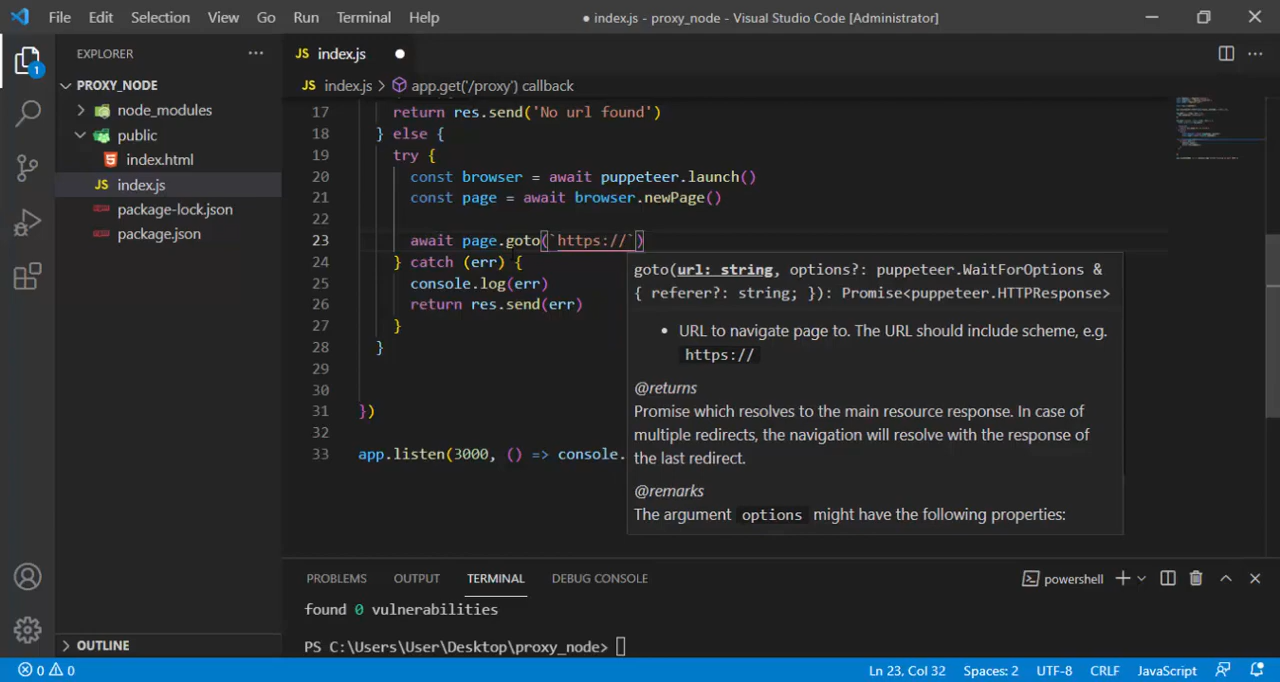 File Edit Selection View Go Run Terminal Help ● index.js - proxy_node - Visual Studio Code [Administrator]
EXPLORER ···
JS index.js ●
PROXY_NODE
JS index.js > app.get('/proxy') callback
node_modules
public
index.html
JS index.js
package-lock.json
package.json
17 return res.send('No url found')
18 } else {
19 try {
20 const browser = await puppeteer.launch()
21 const page = await browser.newPage()
22
23 await page.goto(`https://`)
24 } catch (err) {
25 console.log(err)
26 return res.send(err)
27 }
28 }
29
30
31 })
32
33 app.listen(3000, () => console.
goto(url: string, options?: puppeteer.WaitForOptions &
{ referer?: string; }): Promise<puppeteer.HTTPResponse>
• URL to navigate page to. The URL should include scheme, e.g.
https://
@returns
Promise which resolves to the main resource response. In case of
multiple redirects, the navigation will resolve with the response of
the last redirect.
@remarks
The argument options might have the following properties:
PROBLEMS OUTPUT TERMINAL DEBUG CONSOLE powershell
found 0 vulnerabilities
PS C:\Users\User\Desktop\proxy_node>
1
OUTLINE
0 0 Ln 23, Col 32 Spaces: 2 UTF-8 CRLF JavaScript